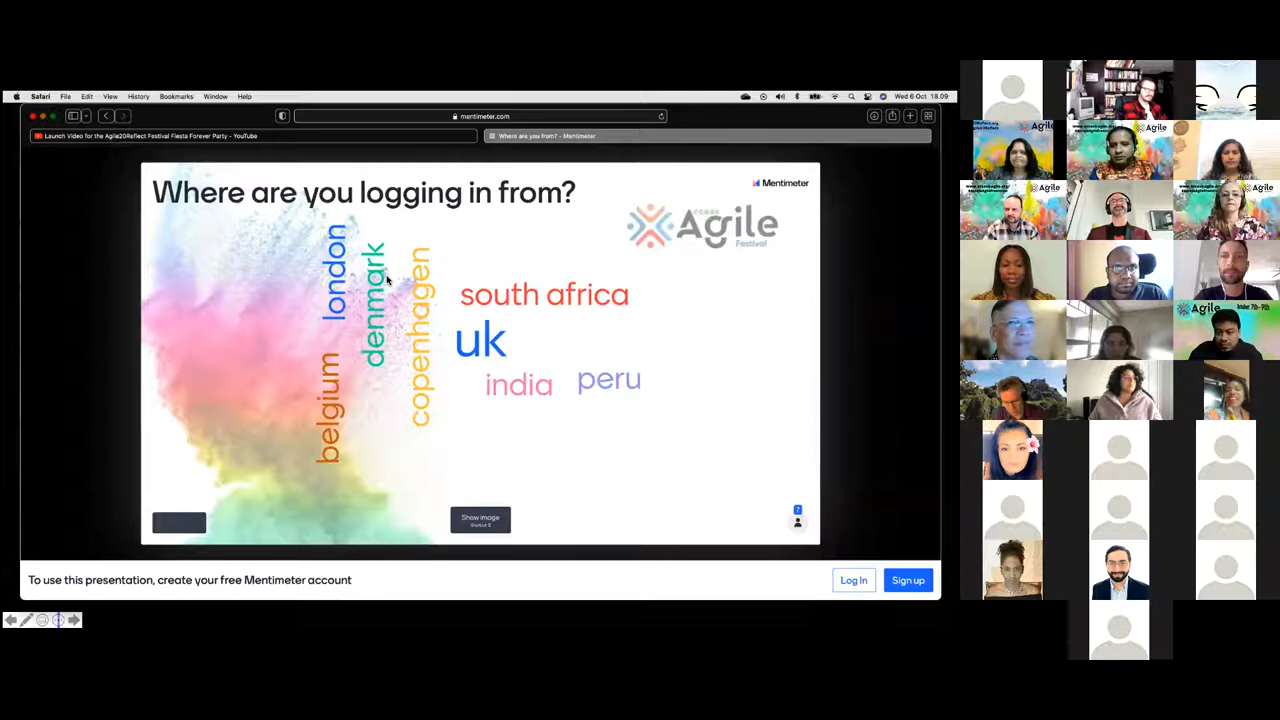 Safari File Edit View History Bookmarks Window Help
Wed 6 Oct 18.09
mentimeter.com
Launch Video for the Agile20Reflect Festival Fiesta Forever Party - YouTube
Where are you from? - Mentimeter
Where are you logging in from?
Mentimeter
Agile
Festival
london
denmark
copenhagen
belgium
south africa
uk
india
peru
Show image
7
To use this presentation, create your free Mentimeter account
Log In
Sign up
Agile
Agile
Agile
Agile
Agile
October 7th-9th